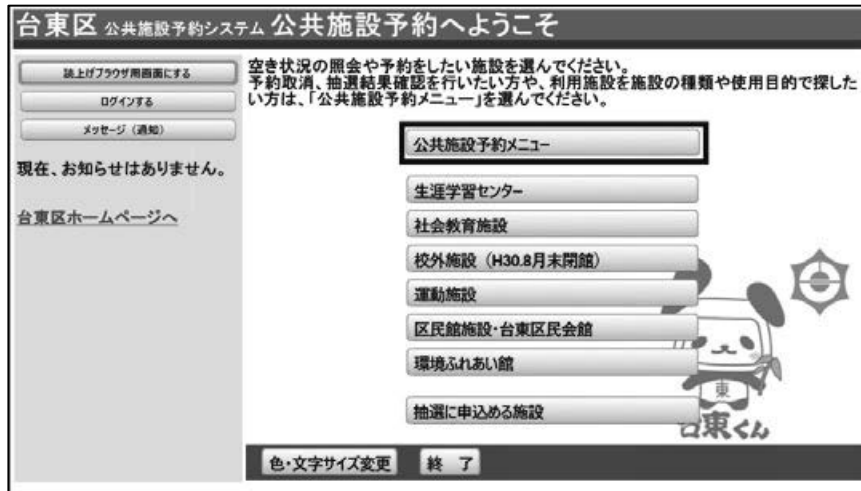 台東区 公共施設予約システム 公共施設予約へようこそ
読上げブラウザ用画面にする
ログインする
メッセージ（通知）
現在、お知らせはありません。
台東区ホームページへ
空き状況の照会や予約をしたい施設を選んでください。
予約取消、抽選結果確認を行いたい方や、利用施設を施設の種類や使用目的で探した
い方は、「公共施設予約メニュー」を選んでください。
公共施設予約メニュー
生涯学習センター
社会教育施設
校外施設（H30.8月末閉館）
運動施設
区民館施設・台東区民会館
環境ふれあい館
抽選に申込める施設
東
台東くん
色・文字サイズ変更
終 了